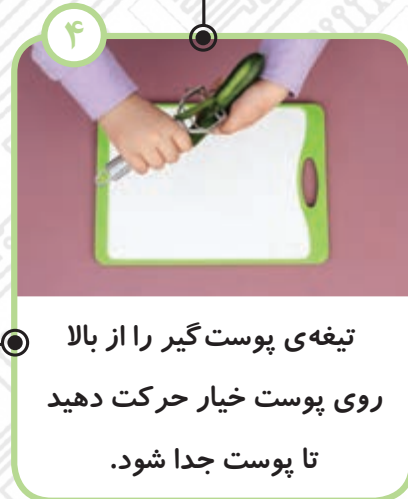 ۴
تیغه‌ی پوست‌گیر را از بالا
روی پوست خیار حرکت دهید
تا پوست جدا شود.